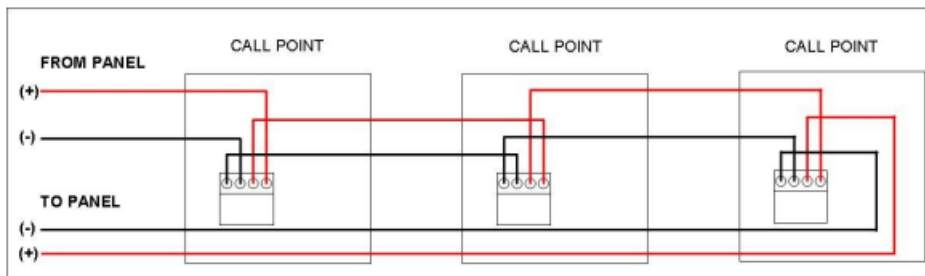 CALL POINT
CALL POINT
CALL POINT
FROM PANEL
(+)
(-)
TO PANEL
(-)
(+)